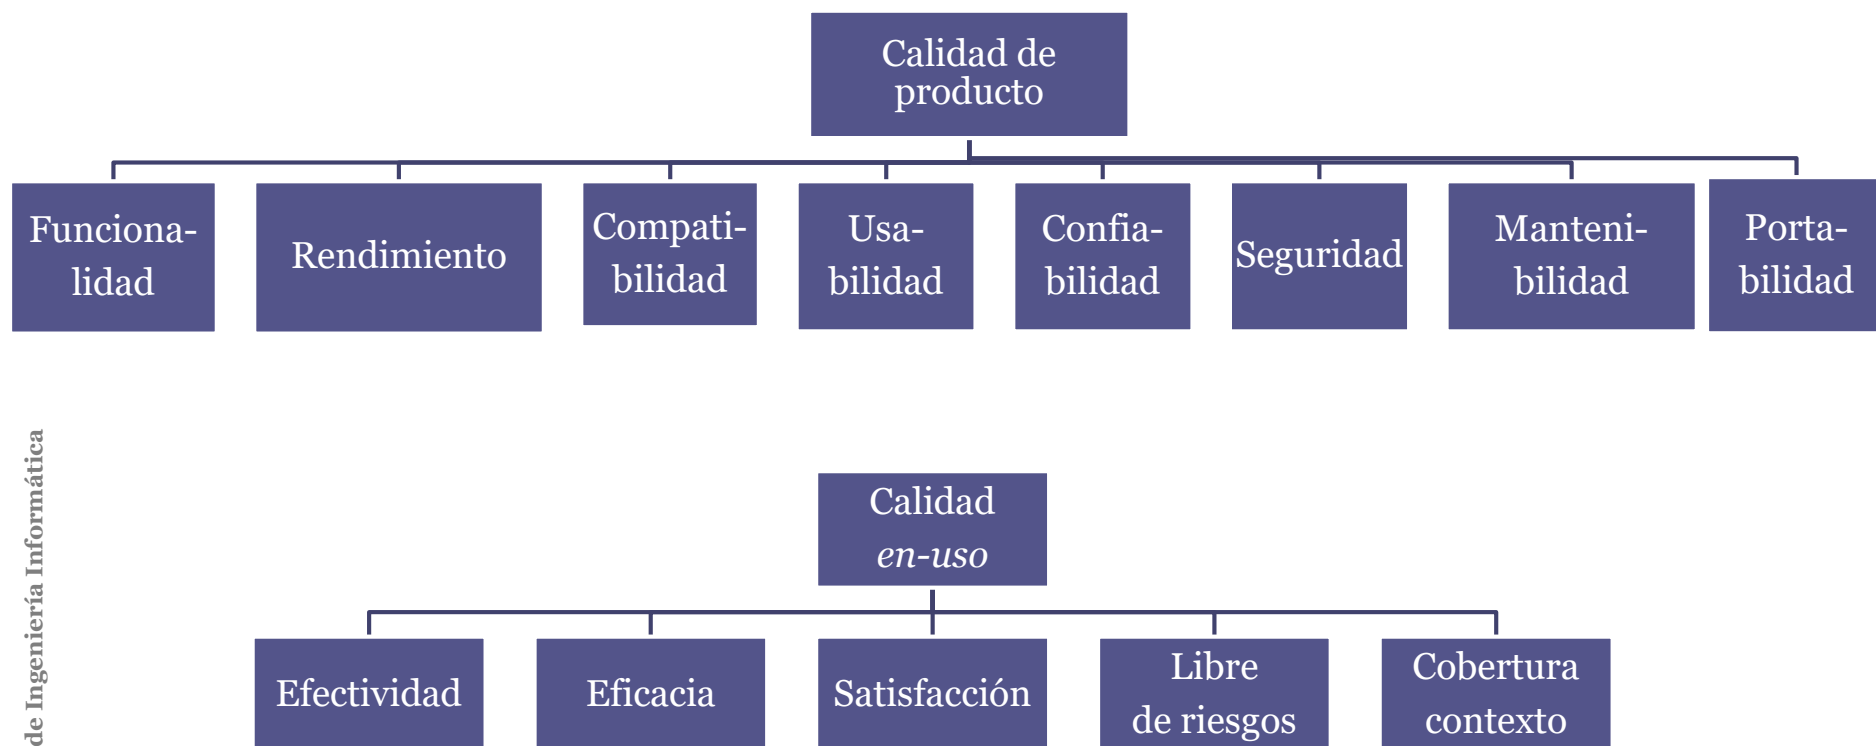 Calidad de
producto
Funciona-
lidad
Rendimiento
Compati-
bilidad
Usa-
bilidad
Confia-
bilidad
Seguridad
Manteni-
bilidad
Porta-
bilidad
de Ingeniería Informática
Calidad
en-uso
Efectividad
Eficacia
Satisfacción
Libre
de riesgos
Cobertura
contexto